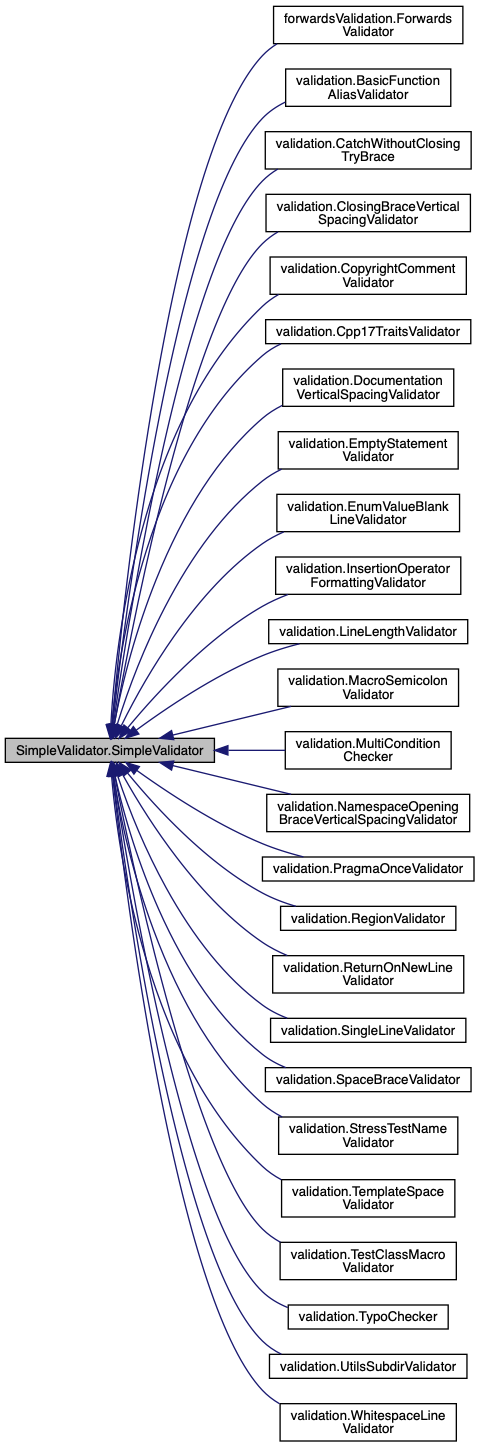 forwardsValidation.Forwards
Validator
validation.BasicFunction
AliasValidator
validation.CatchWithoutClosing
TryBrace
validation.ClosingBraceVertical
SpacingValidator
validation.CopyrightComment
Validator
validation.Cpp17TraitsValidator
validation.Documentation
VerticalSpacingValidator
validation.EmptyStatement
Validator
validation.EnumValueBlank
LineValidator
validation.InsertionOperator
FormattingValidator
validation.LineLengthValidator
validation.MacroSemicolon
Validator
SimpleValidator.SimpleValidator
validation.MultiCondition
Checker
validation.NamespaceOpening
BraceVerticalSpacingValidator
validation.PragmaOnceValidator
validation.RegionValidator
validation.ReturnOnNewLine
Validator
validation.SingleLineValidator
validation.SpaceBraceValidator
validation.StressTestName
Validator
validation.TemplateSpace
Validator
validation.TestClassMacro
Validator
validation.TypoChecker
validation.UtilsSubdirValidator
validation.WhitespaceLine
Validator